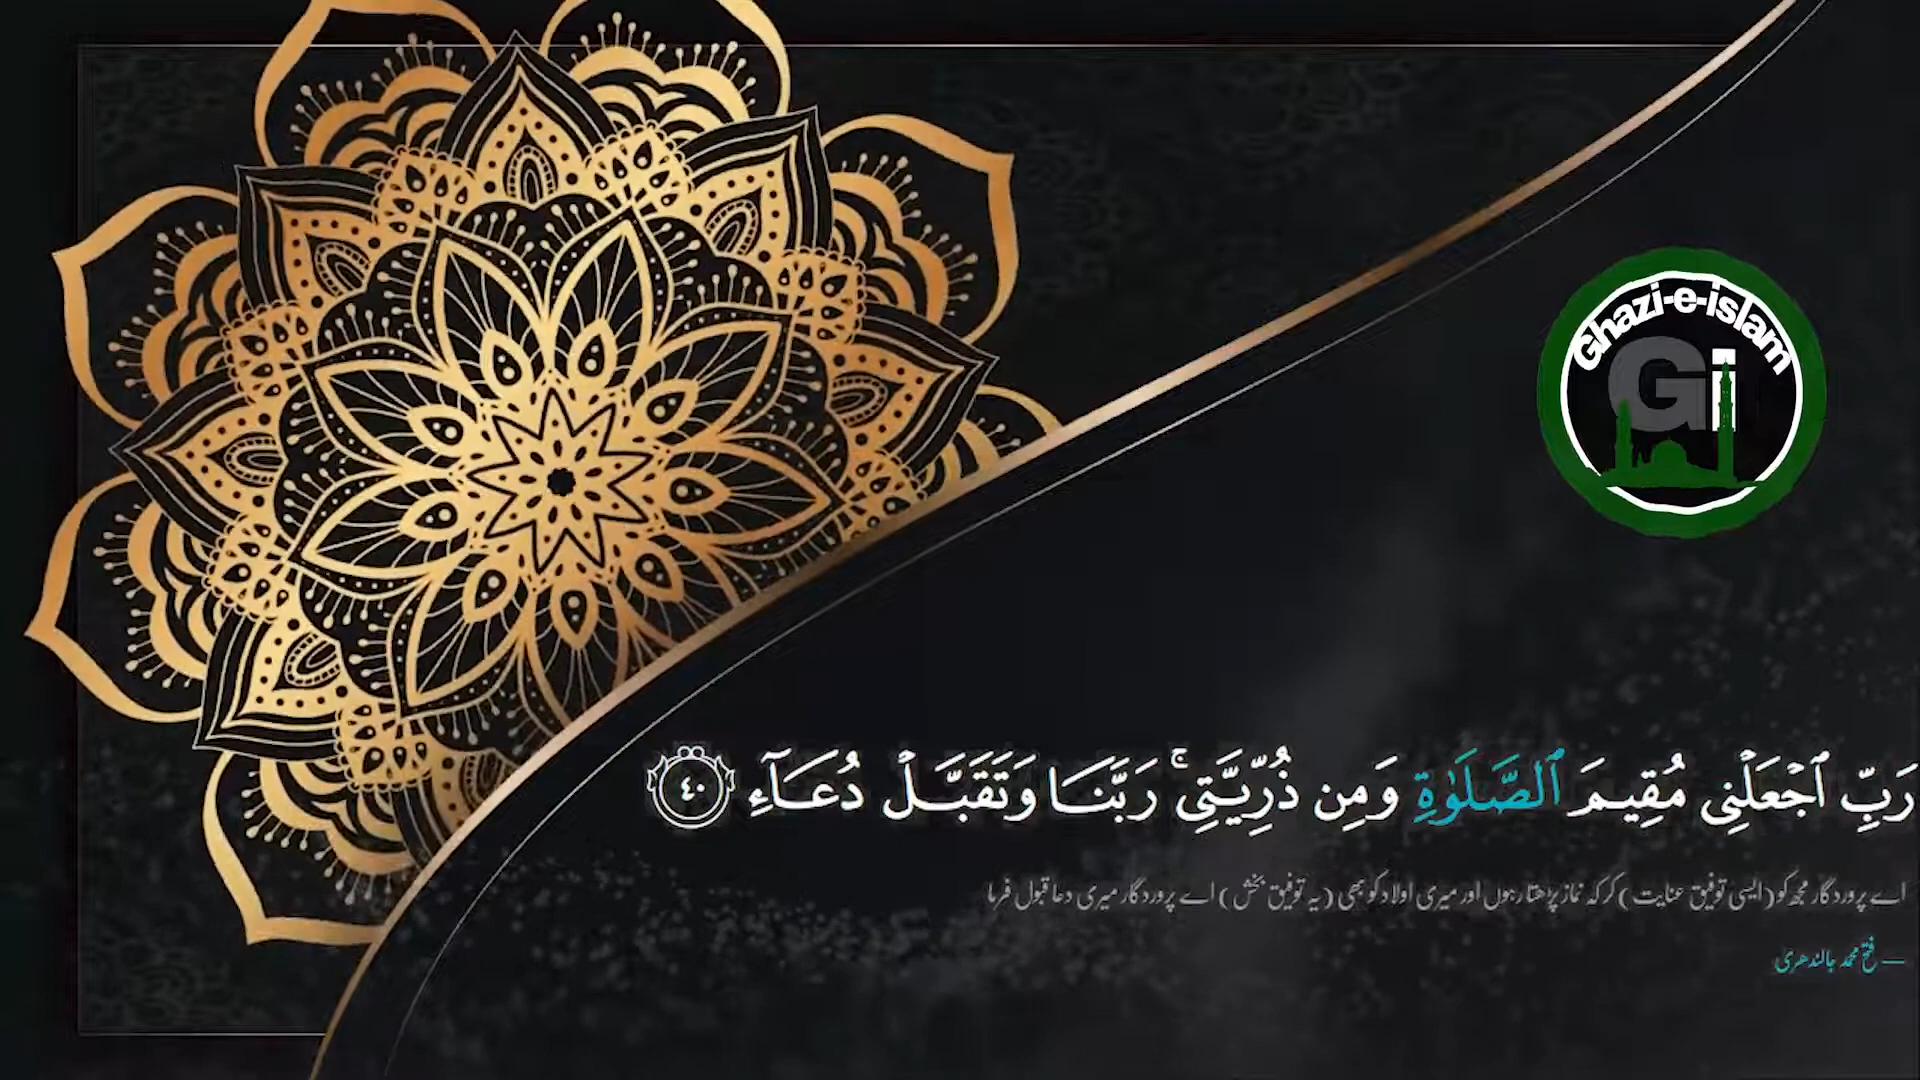 Ghazi-e-islam
Gi
رَبِّ ٱجْعَلْنِى مُقِيمَ ٱلصَّلَوٰةِ وَمِن ذُرِّيَّتِى ۚ رَبَّنَا وَتَقَبَّلْ دُعَآءِ ٤٠
اے پروردگار مجھ کو (ایسی توفیق عنایت) کر کہ نماز پڑھتا رہوں اور میری اولاد کو بھی (یہ توفیق بخش) اے پروردگار میری دعا قبول فرما
— فتح محمد جالندھری